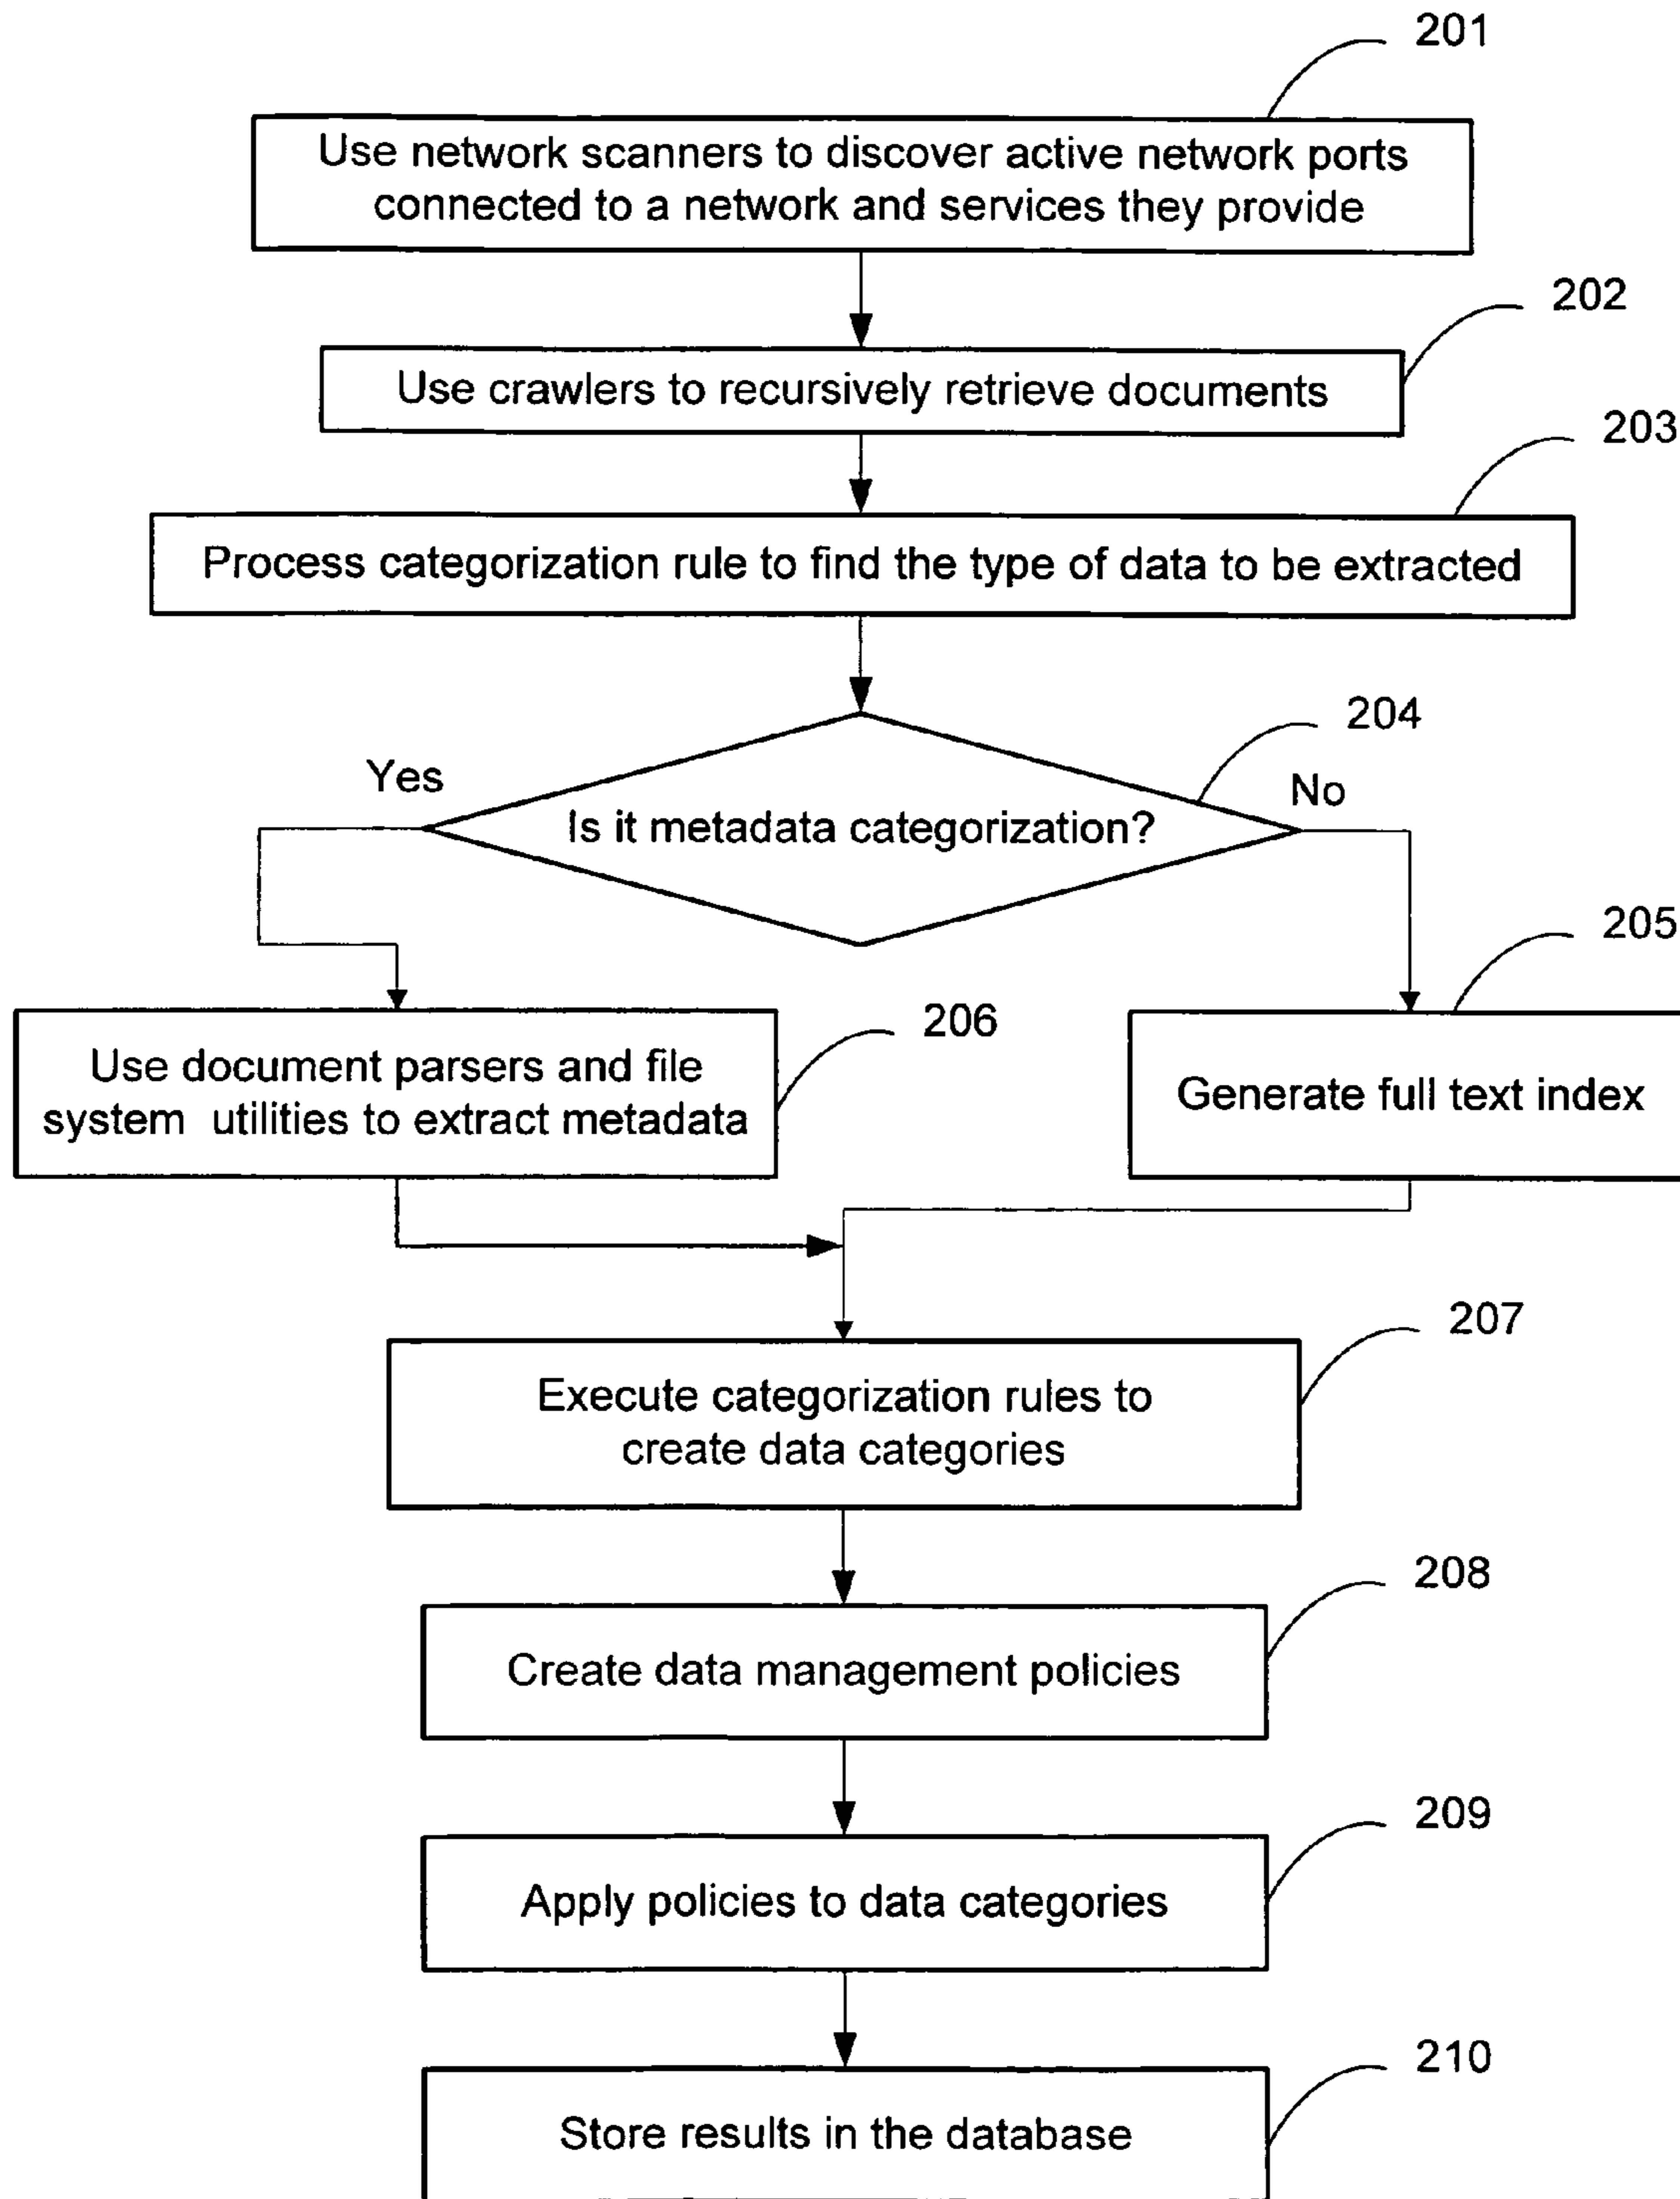 201
Use network scanners to discover active network ports
connected to a network and services they provide
202
Use crawlers to recursively retrieve documents
203
Process categorization rule to find the type of data to be extracted
204
Yes
No
Is it metadata categorization?
205
206
Use document parsers and file
system utilities to extract metadata
Generate full text index
207
Execute categorization rules to
create data categories
208
Create data management policies
209
Apply policies to data categories
210
Store results in the database